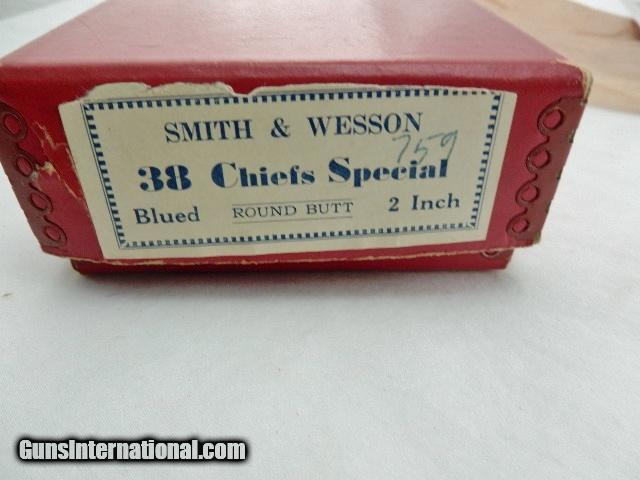 SMITH & WESSON
759
38 Chiefs Special
Blued ROUND BUTT 2 Inch
GunsInternational.com